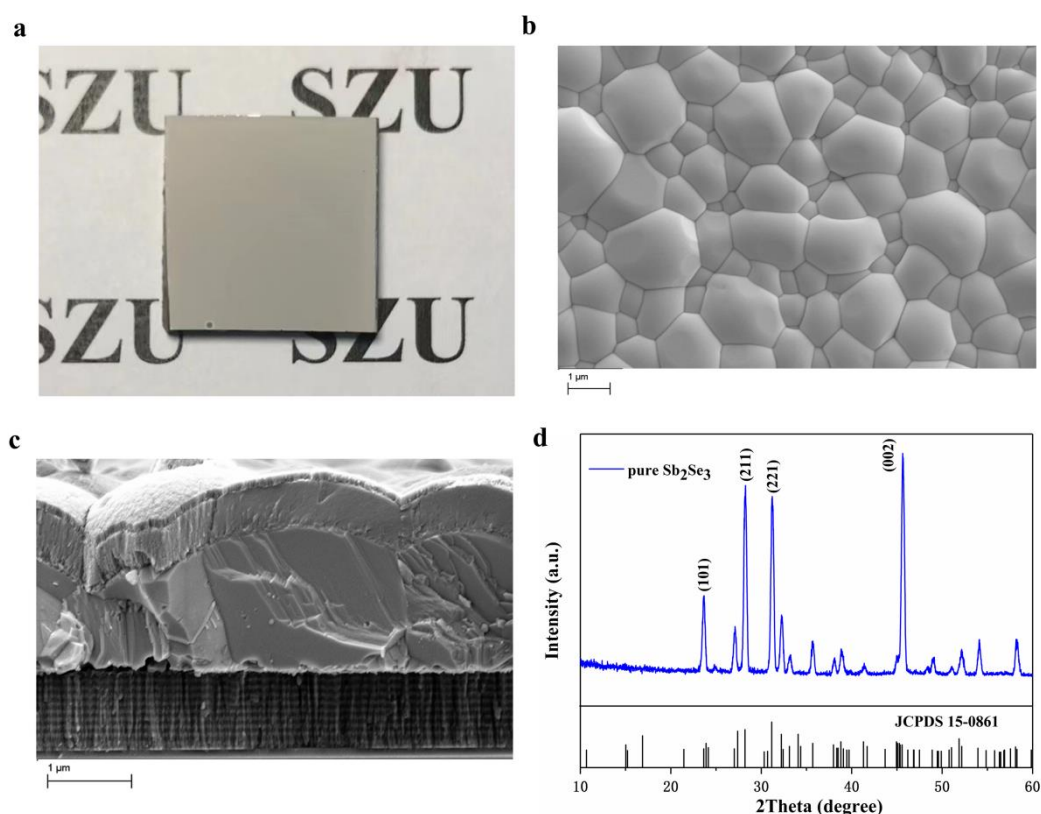 a
SZU SZU
SZU SZU
b
1 µm
c
1 µm
d
pure Sb2Se3
(101)
(211)
(221)
(002)
Intensity (a.u.)
JCPDS 15-0861
10 20 30 40 50 60
2Theta (degree)